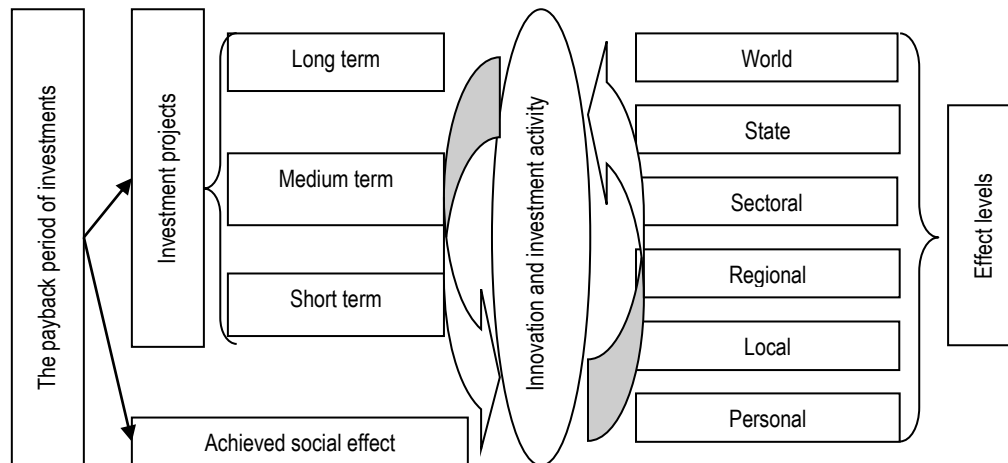 The payback period of investments
Investment projects
Long term
Medium term
Short term
Achieved social effect
Innovation and investment activity
World
State
Sectoral
Regional
Local
Personal
Effect levels